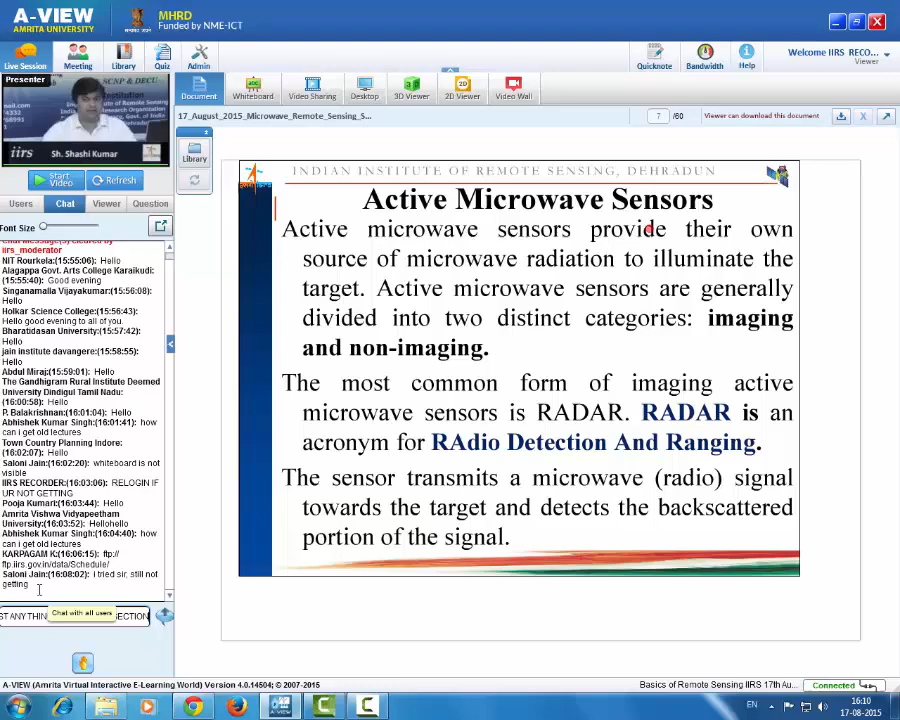 A-VIEW
AMRITA UNIVERSITY
MHRD
Funded by NME-ICT
Live Session
Meeting
Library
Quiz
Admin
Quicknote
Bandwidth
Help
Welcome IIRS_RECO...
Viewer
Presenter
SCNP & DECU
iirs
Sh. Shashi Kumar
Start Video
Refresh
Users
Chat
Viewer
Question
Font Size
Chat Message(s) cleared by
iirs_moderator
NIT Rourkela:(15:55:06): Hello
Alagappa Govt. Arts College Karaikudi:
(15:55:40): Good evening
Singanamalla Vijayakumar:(15:56:08):
Hello
Holkar Science College:(15:56:43):
Hello good evening to all of you.
Bharatidasan University:(15:57:42):
Hello
jain institute davangere:(15:58:55):
Hello
Abdul Miraj:(15:59:01): Hello
The Gandhigram Rural Institute Deemed
University Dindigul Tamil Nadu:
(16:00:58): Hello
P. Balakrishnan:(16:01:04): Hello
Abhishek Kumar Singh:(16:01:41): how
can i get old lectures
Town Country Planning Indore:
(16:02:07): Hello
Saloni Jain:(16:02:20): whiteboard is not
visible
IIRS RECORDER:(16:03:06): RELOGIN IF
UR NOT GETTING
Pooja Kumari:(16:03:44): Hello
Amrita Vishwa Vidyapeetham
University:(16:03:52): Hellohello
Abhishek Kumar Singh:(16:04:40): how
can i get old lectures
KARPAGAM K:(16:06:15): ftp://
ftp.iirs.gov.in/data/Schedule/
Saloni Jain:(16:08:02): i tried sir, still not
getting
Chat with all users
ST ANYTHIN
SECTION
Document
Whiteboard
Video Sharing
Desktop
3D Viewer
2D Viewer
Video Wall
17_August_2015_Microwave_Remote_Sensing_S...
7 /60
Viewer can download this document
Library
INDIAN INSTITUTE OF REMOTE SENSING, DEHRADUN
Active Microwave Sensors
Active microwave sensors provide their own
source of microwave radiation to illuminate the
target. Active microwave sensors are generally
divided into two distinct categories: imaging
and non-imaging.
The most common form of imaging active
microwave sensors is RADAR. RADAR is an
acronym for RAdio Detection And Ranging.
The sensor transmits a microwave (radio) signal
towards the target and detects the backscattered
portion of the signal.
A-VIEW (Amrita Virtual Interactive E-Learning World) Version 4.0.14504; © 2007-2015
Basics of Remote Sensing IIRS 17th Au...
Connected
EN
16:10
17-08-2015